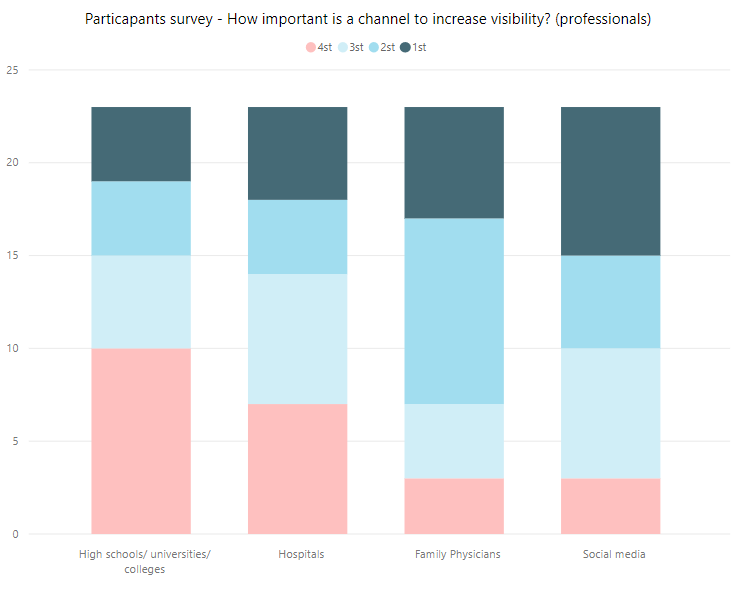 Particapants survey - How important is a channel to increase visibility? (professionals)
4st 3st 2st 1st
25
20
15
10
5
0
High schools/ universities/
colleges
Hospitals
Family Physicians
Social media